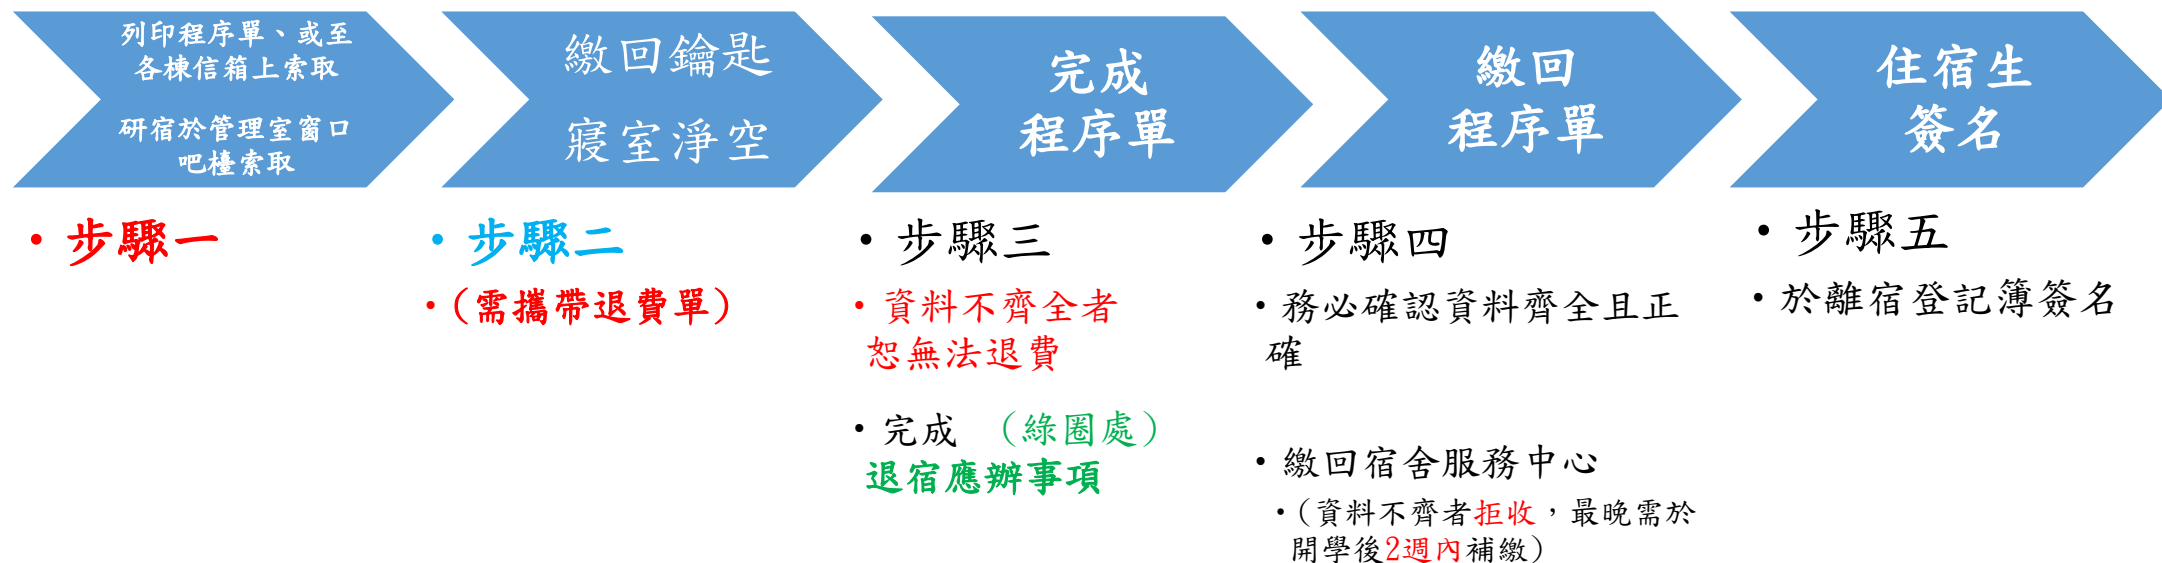 列印程序單、或至
各棟信箱上索取
研宿於管理室窗口
吧檯索取
繳回鑰匙
寢室淨空
完成
程序單
繳回
程序單
住宿生
簽名
• 步驟一
• 步驟二
• (需攜帶退費單)
• 步驟三
• 資料不齊全者
恕無法退費
• 完成 (綠圈處)
退宿應辦事項
• 步驟四
• 務必確認資料齊全且正
確
• 繳回宿舍服務中心
• (資料不齊者拒收，最晚需於
開學後2週內補繳)
• 步驟五
• 於離宿登記簿簽名